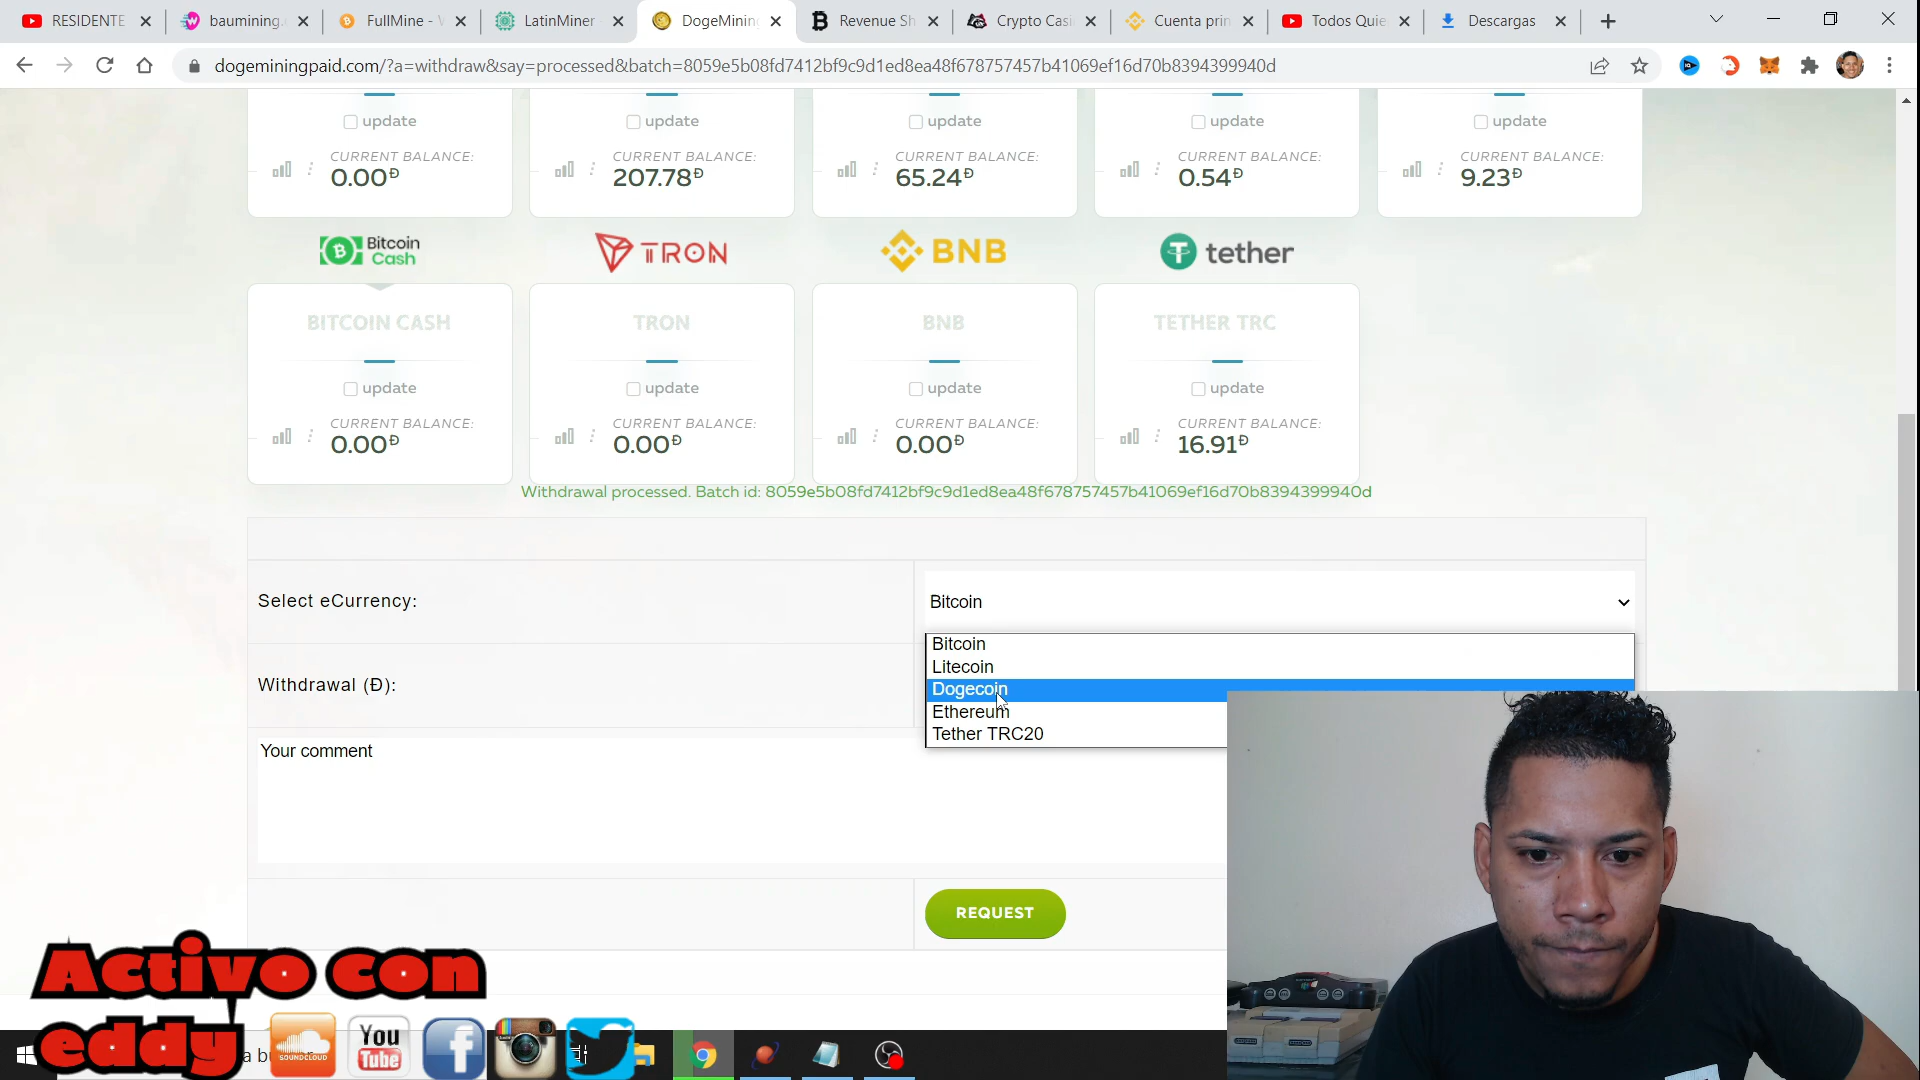 RESIDENTE
baumining.
FullMine - W
LatinMiner -
DogeMining
Revenue Sh
Crypto Casi
Cuenta prin
Todos Quie
Descargas
dogeminingpaid.com/?a=withdraw&say=processed&batch=8059e5b08fd7412bf9c9d1ed8ea48f678757457b41069ef16d70b8394399940d
update update update update update
CURRENT BALANCE: CURRENT BALANCE: CURRENT BALANCE: CURRENT BALANCE: CURRENT BALANCE:
0.00Đ 207.78Đ 65.24Đ 0.54Đ 9.23Đ
Bitcoin
Cash
TRON
BNB
tether
BITCOIN CASH TRON BNB TETHER TRC
update update update update
CURRENT BALANCE: CURRENT BALANCE: CURRENT BALANCE: CURRENT BALANCE:
0.00Đ 0.00Đ 0.00Đ 16.91Đ
Withdrawal processed. Batch id: 8059e5b08fd7412bf9c9d1ed8ea48f678757457b41069ef16d70b8394399940d
Select eCurrency:
Bitcoin
Bitcoin
Litecoin
Dogecoin
Ethereum
Tether TRC20
Withdrawal (Đ):
Your comment
REQUEST
Activo con
eddy
SOUNDCLOUD
You
Tube